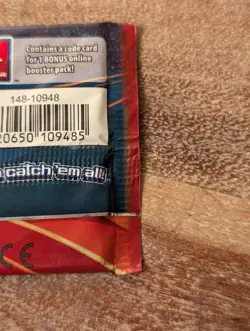 Contains a code card
for 1 BONUS online
booster pack!
148-10948
20650 109485
catch 'em all
CE